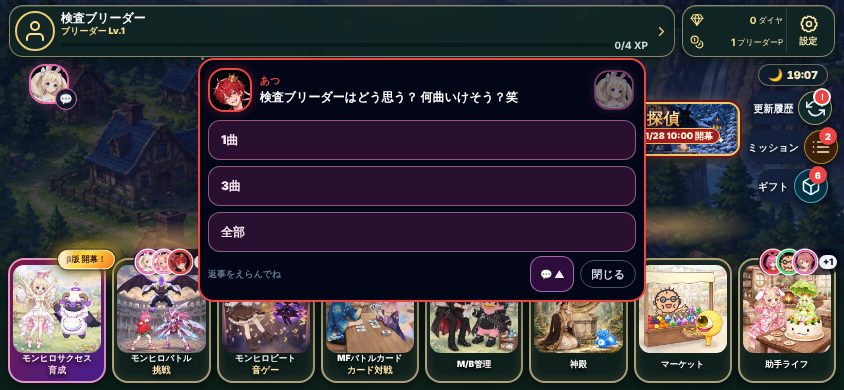 検査ブリーダー
ブリーダー Lv.1
0/4 XP
0 ダイヤ
1 ブリーダーP
設定
19:07
あつ
検査ブリーダーはどう思う？ 何曲いけそう？笑
1曲
3曲
全部
返事をえらんでね
▲
閉じる
探偵
1/28 10:00 開幕
更新履歴
!
ミッション
2
ギフト
6
版 開幕！
+1
モンヒロサクセス
育成
モンヒロバトル
挑戦
モンヒロビート
音ゲー
MFバトルカード
カード対戦
M/B管理
神殿
マーケット
助手ライフ